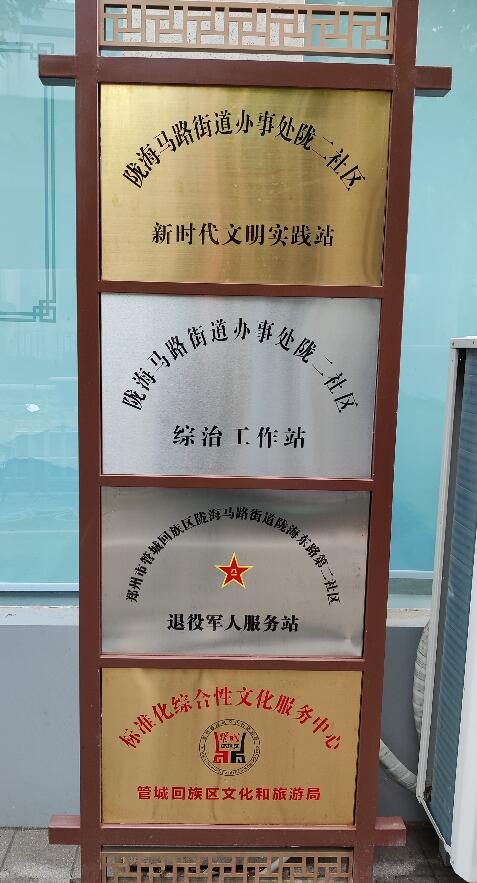 陇海马路街道办事处陇二社区
新时代文明实践站
陇海马路街道办事处陇二社区
综治工作站
郑州市管城回族区陇海马路街道陇海东路第二社区
八一
退役军人服务站
标准化综合性文化服务中心
管城回族区文化和旅游局